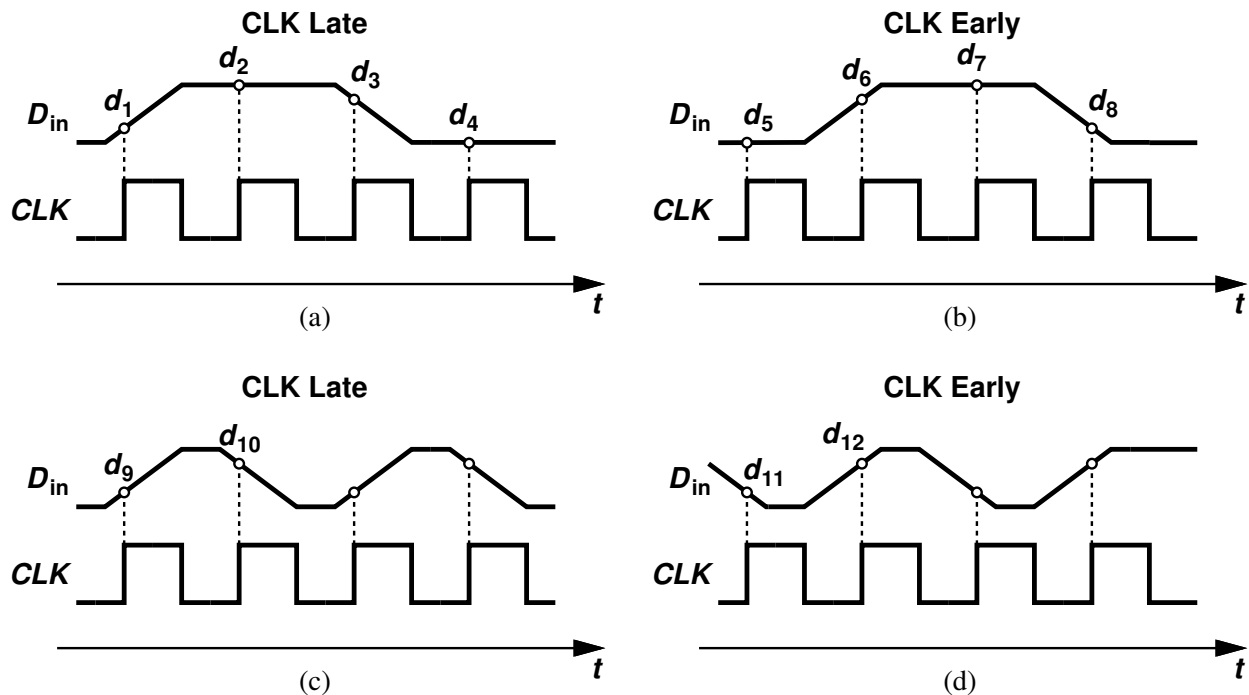 CLK Late
d1 d2 d3 d4
Din
CLK
t
(a)
CLK Early
d5 d6 d7 d8
Din
CLK
t
(b)
CLK Late
d9 d10
Din
CLK
t
(c)
CLK Early
d11 d12
Din
CLK
t
(d)